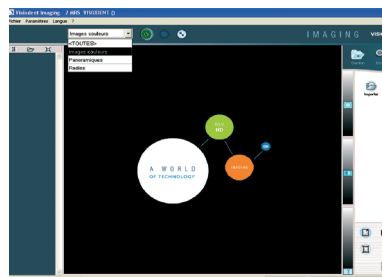 Visiodent Imaging
Fichier Paramètres Langue ?
Images couleurs
<TOUTES>
Images couleurs
Panoramiques
Radios
IMAGING
Importer
A WORLD
OF TECHNOLOGY